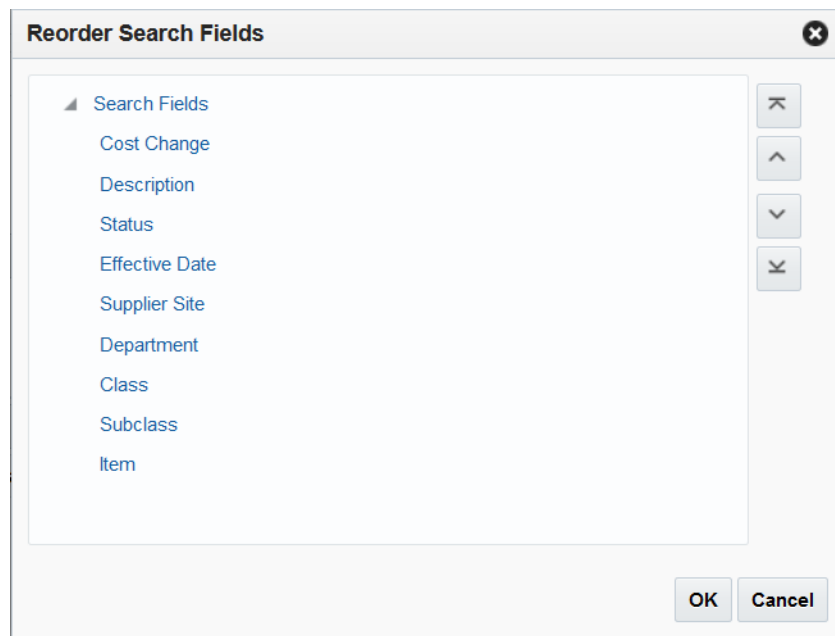 Reorder Search Fields
Search Fields
Cost Change
Description
Status
Effective Date
Supplier Site
Department
Class
Subclass
Item
OK Cancel